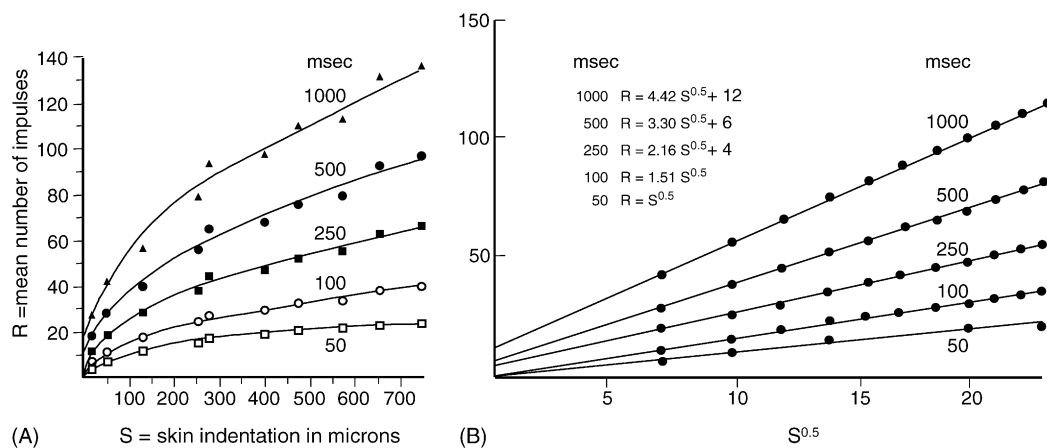 140
120
100
80
60
40
20
R =mean number of impulses
msec
1000
500
250
100
50
100 200 300 400 500 600 700
(A) S = skin indentation in microns
150
100
50
msec
1000 R = 4.42 S^0.5 + 12
500 R = 3.30 S^0.5 + 6
250 R = 2.16 S^0.5 + 4
100 R = 1.51 S^0.5
50 R = S^0.5
msec
1000
500
250
100
50
5 10 15 20
(B) S^0.5